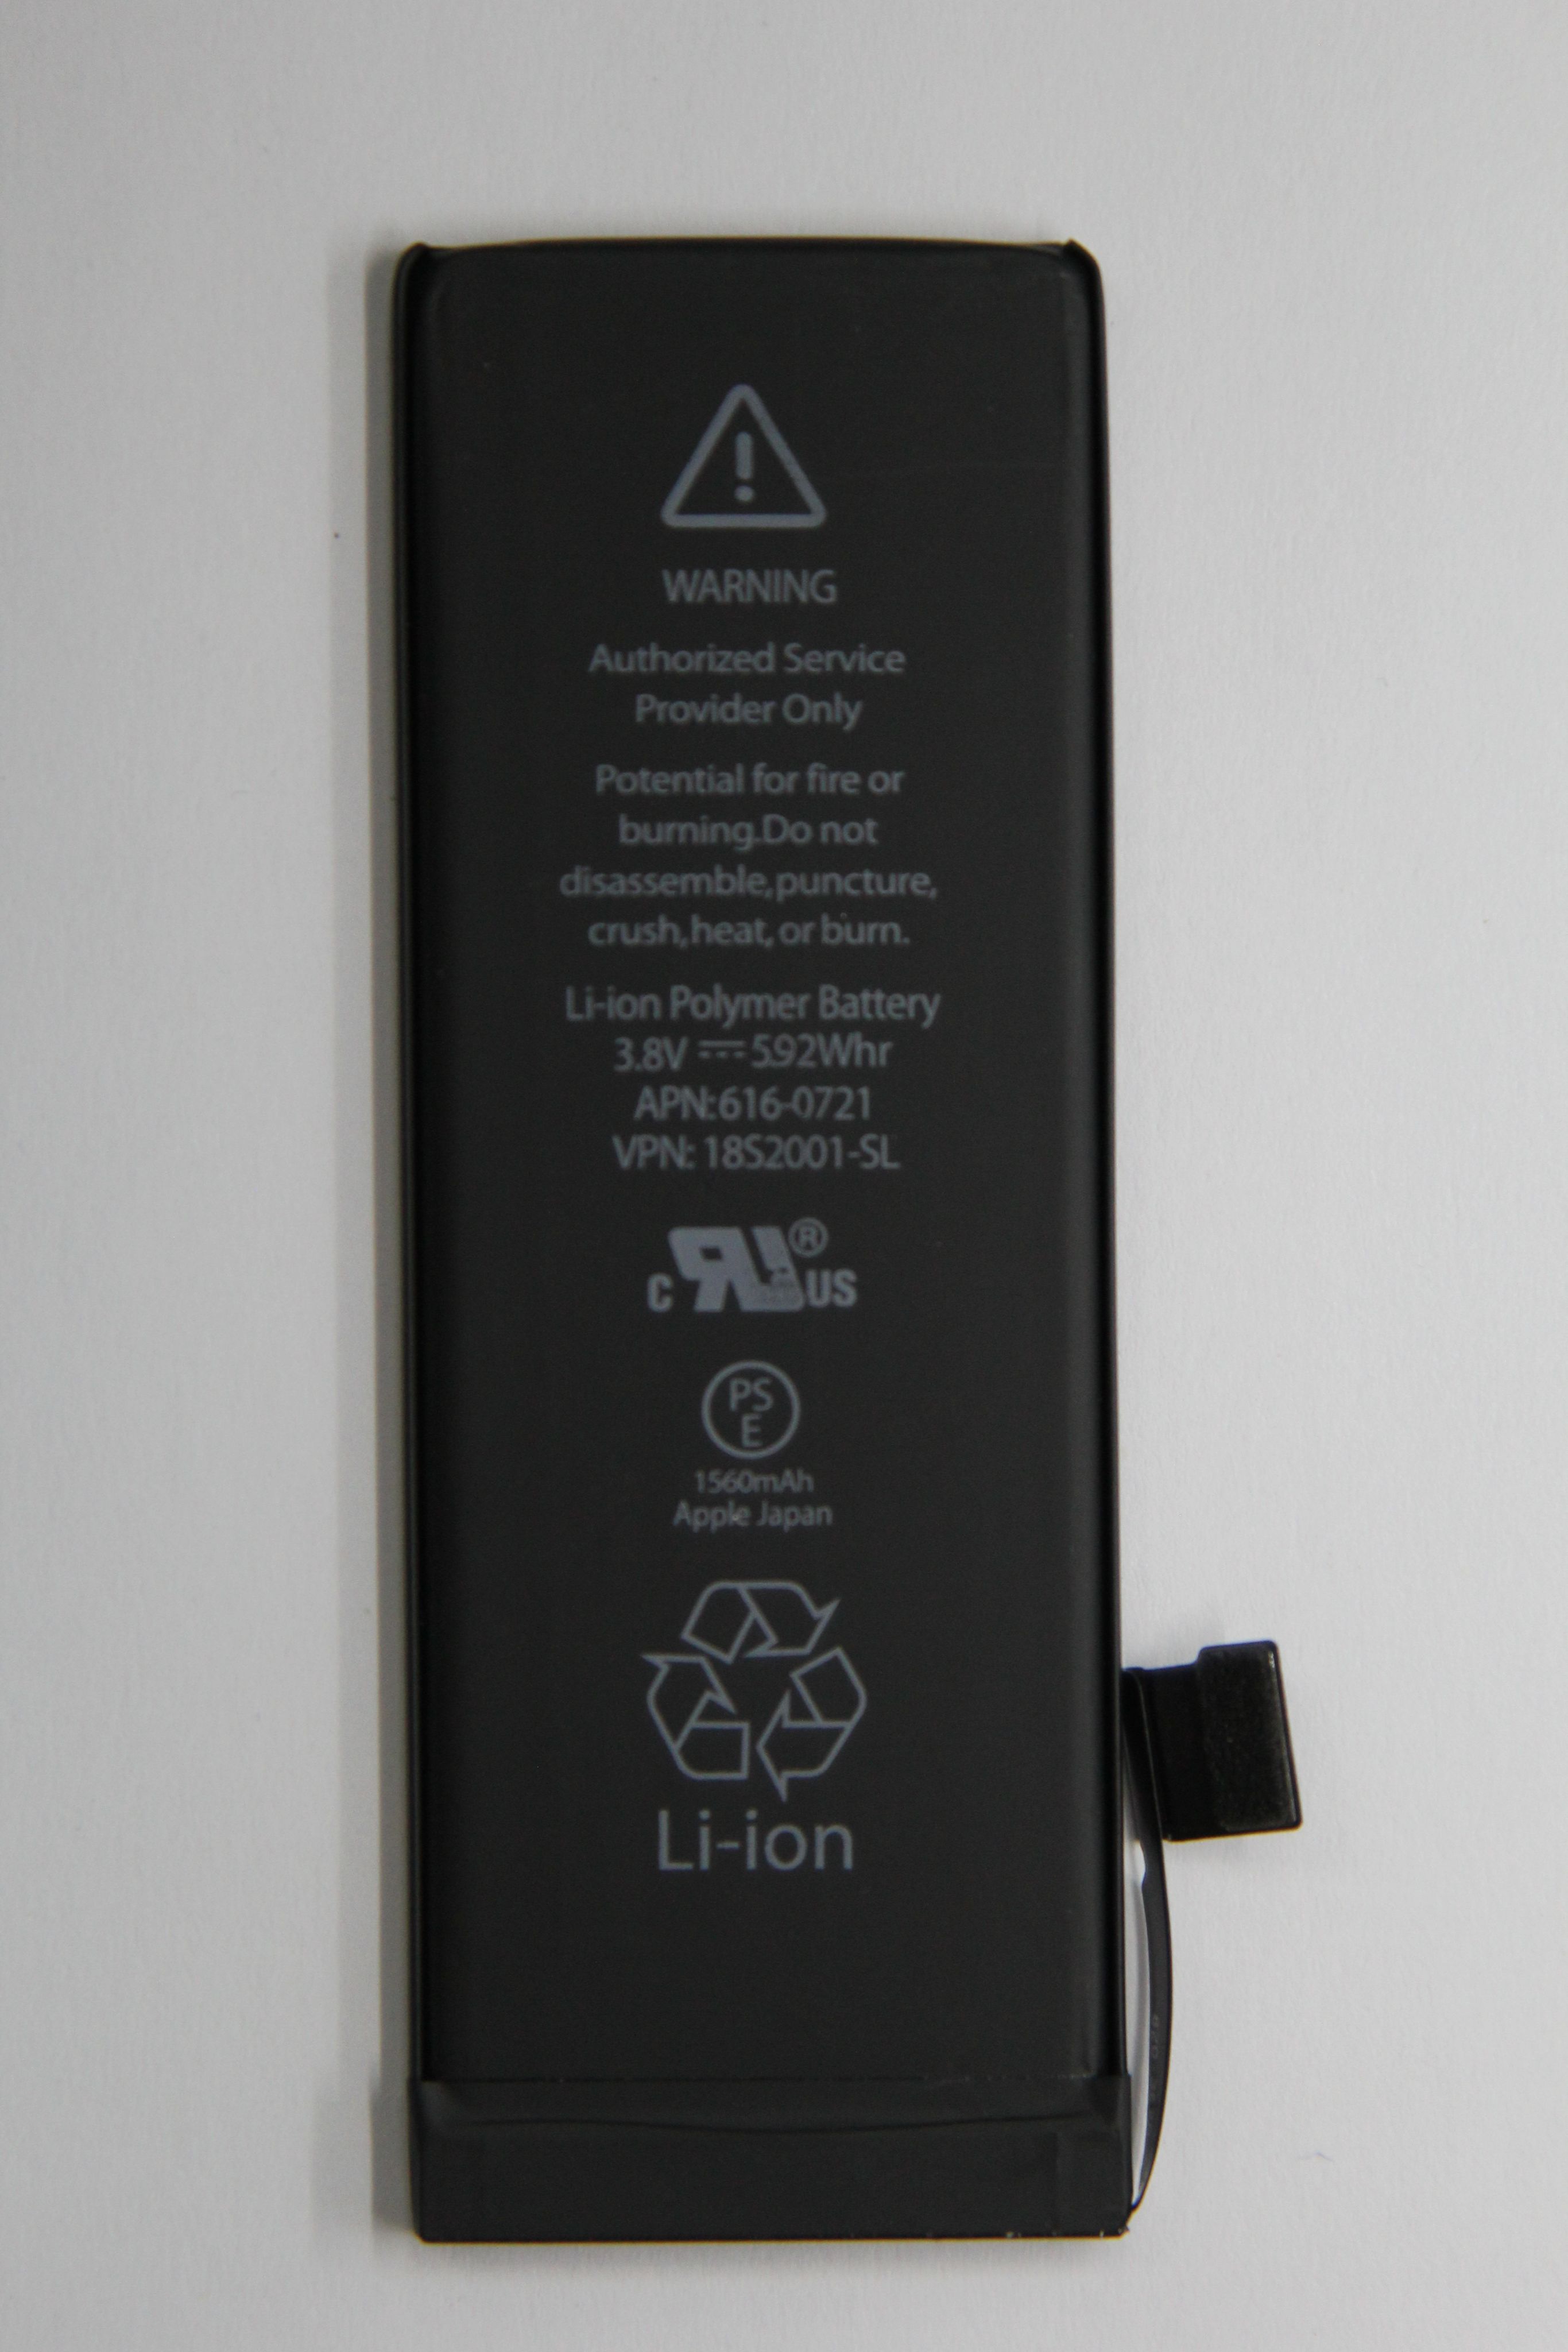 WARNING
Authorized Service
Provider Only
Potential for fire or
burning.Do not
disassemble,puncture,
crush,heat, or burn.
Li-ion Polymer Battery
3.8V ⎓ 5.92Whr
APN:616-0721
VPN: 18S2001-SL
c RU ® US
PS
E
1560mAh
Apple Japan
Li-ion